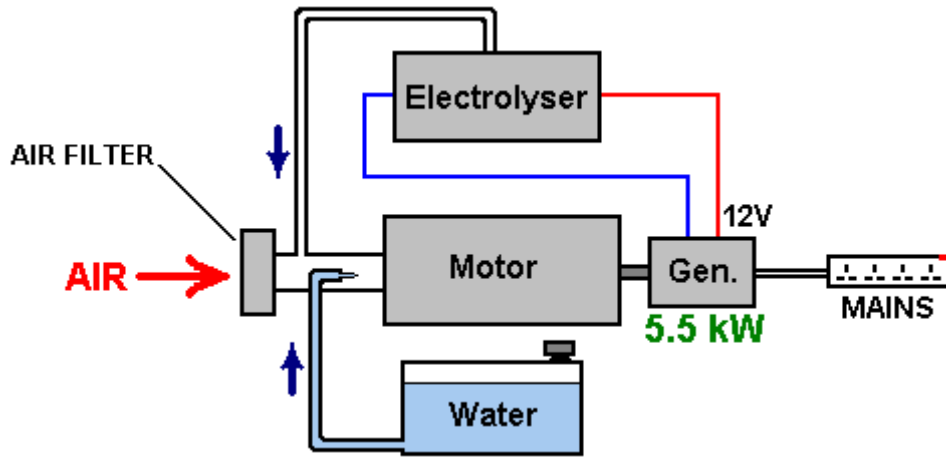 Electrolyser
AIR FILTER
12V
AIR
Motor
Gen.
MAINS
5.5 kW
Water